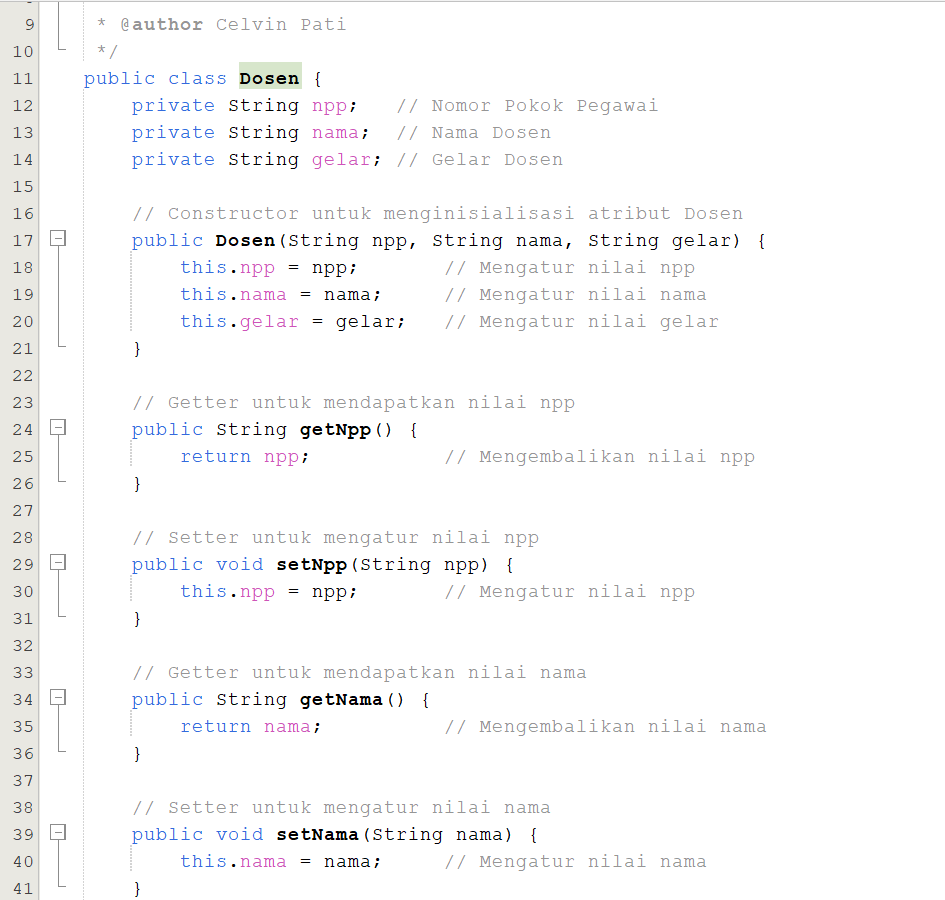 9 * @author Celvin Pati
10 */
11 public class Dosen {
12 private String npp; // Nomor Pokok Pegawai
13 private String nama; // Nama Dosen
14 private String gelar; // Gelar Dosen
15
16 // Constructor untuk menginisialisasi atribut Dosen
17 public Dosen(String npp, String nama, String gelar) {
18 this.npp = npp; // Mengatur nilai npp
19 this.nama = nama; // Mengatur nilai nama
20 this.gelar = gelar; // Mengatur nilai gelar
21 }
22
23 // Getter untuk mendapatkan nilai npp
24 public String getNpp() {
25 return npp; // Mengembalikan nilai npp
26 }
27
28 // Setter untuk mengatur nilai npp
29 public void setNpp(String npp) {
30 this.npp = npp; // Mengatur nilai npp
31 }
32
33 // Getter untuk mendapatkan nilai nama
34 public String getNama() {
35 return nama; // Mengembalikan nilai nama
36 }
37
38 // Setter untuk mengatur nilai nama
39 public void setNama(String nama) {
40 this.nama = nama; // Mengatur nilai nama
41 }